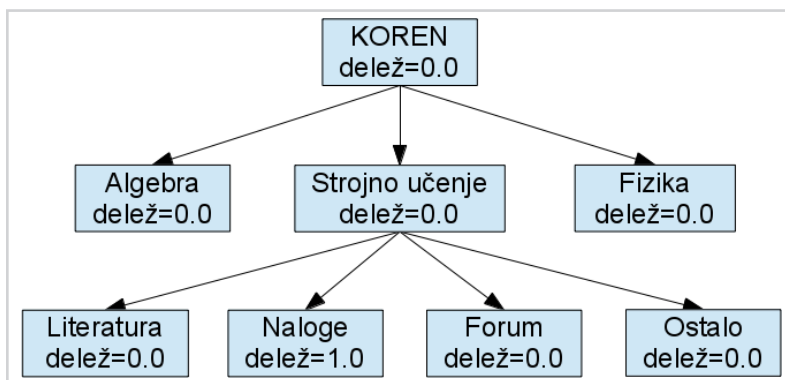 KOREN
delež=0.0
Algebra
delež=0.0
Strojno učenje
delež=0.0
Fizika
delež=0.0
Literatura
delež=0.0
Naloge
delež=1.0
Forum
delež=0.0
Ostalo
delež=0.0